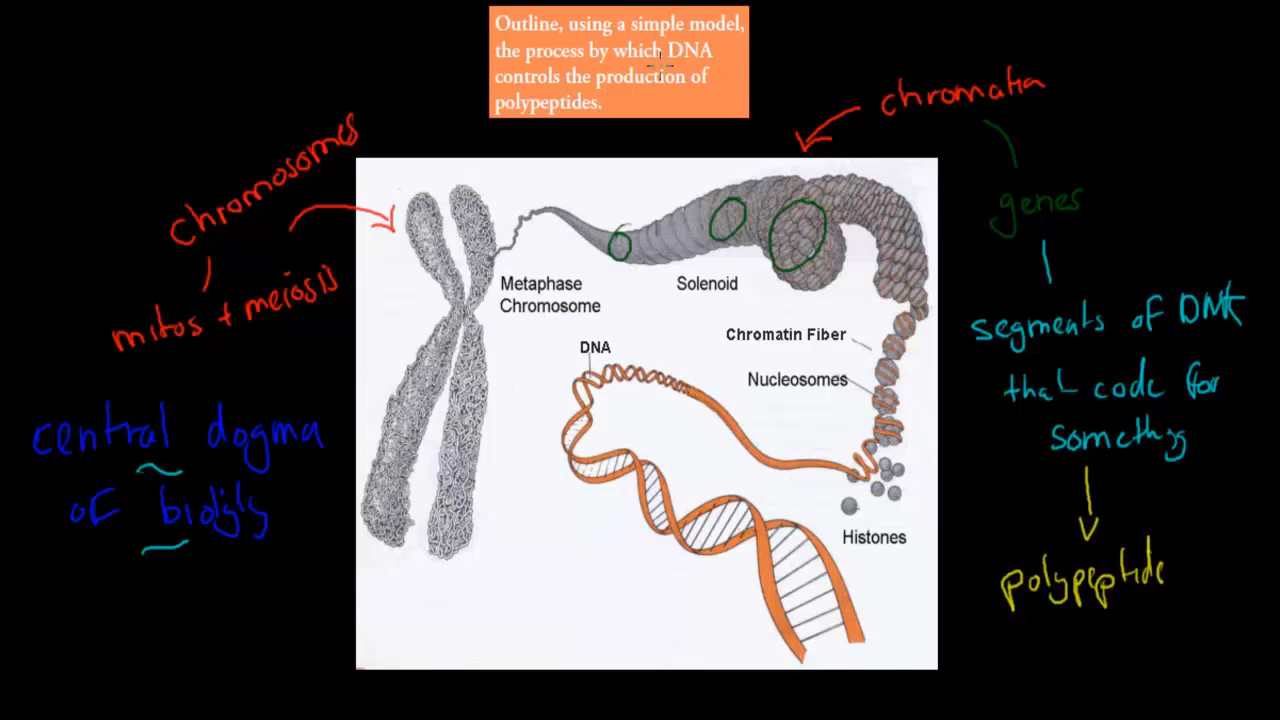 Outline, using a simple model,
the process by which DNA
controls the production of
polypeptides.
chromatin
chromosomes
genes
mitos + meiosis
Metaphase
Chromosome
Solenoid
segments of DNA
Chromatin Fiber
DNA
Nucleosomes
that code for
central dogma
something
of biology
Histones
polypeptide